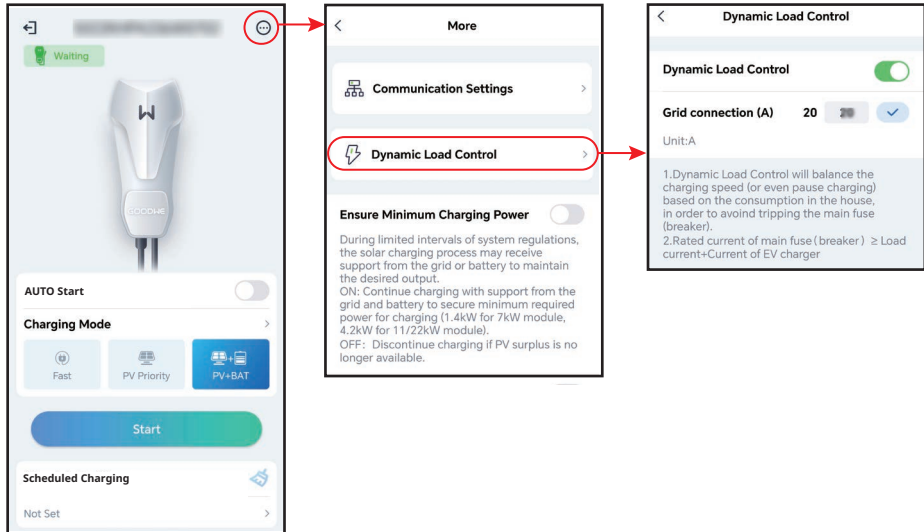 Waiting
W
GOODWE
AUTO Start
Charging Mode
Fast
PV Priority
PV+BAT
Start
Scheduled Charging
Not Set
More
Communication Settings
Dynamic Load Control
Ensure Minimum Charging Power
During limited intervals of system regulations,
the solar charging process may receive
support from the grid or battery to maintain
the desired output.
ON: Continue charging with support from the
grid and battery to secure minimum required
power for charging (1.4kW for 7kW module,
4.2kW for 11/22kW module).
OFF: Discontinue charging if PV surplus is no
longer available.
Dynamic Load Control
Dynamic Load Control
Grid connection (A) 20
Unit:A
1.Dynamic Load Control will balance the
charging speed (or even pause charging)
based on the consumption in the house,
in order to avoind tripping the main fuse
(breaker).
2.Rated current of main fuse(breaker) ≥ Load
current+Current of EV charger